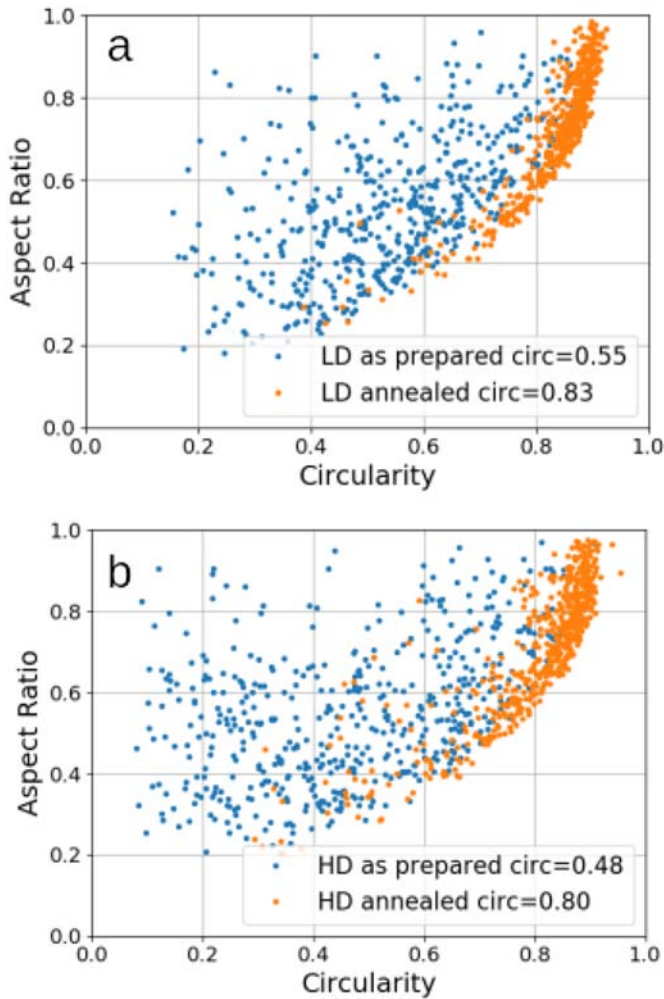 a
1.0
0.8
0.6
0.4
0.2
0.0
Aspect Ratio
LD as prepared circ=0.55
LD annealed circ=0.83
0.0 0.2 0.4 0.6 0.8 1.0
Circularity
b
1.0
0.8
0.6
0.4
0.2
0.0
Aspect Ratio
HD as prepared circ=0.48
HD annealed circ=0.80
0.0 0.2 0.4 0.6 0.8 1.0
Circularity